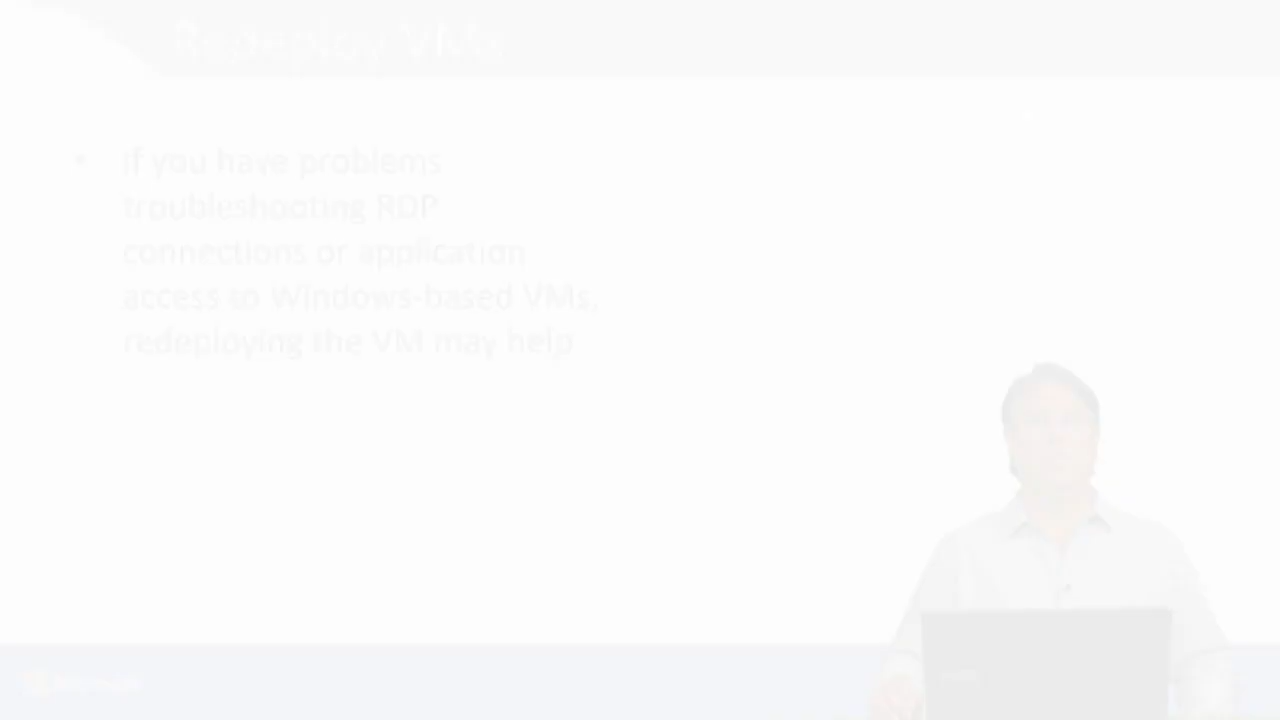 Redeploy VMs
• If you have problems
troubleshooting RDP
connections or application
access to Windows-based VMs,
redeploying the VM may help
Microsoft